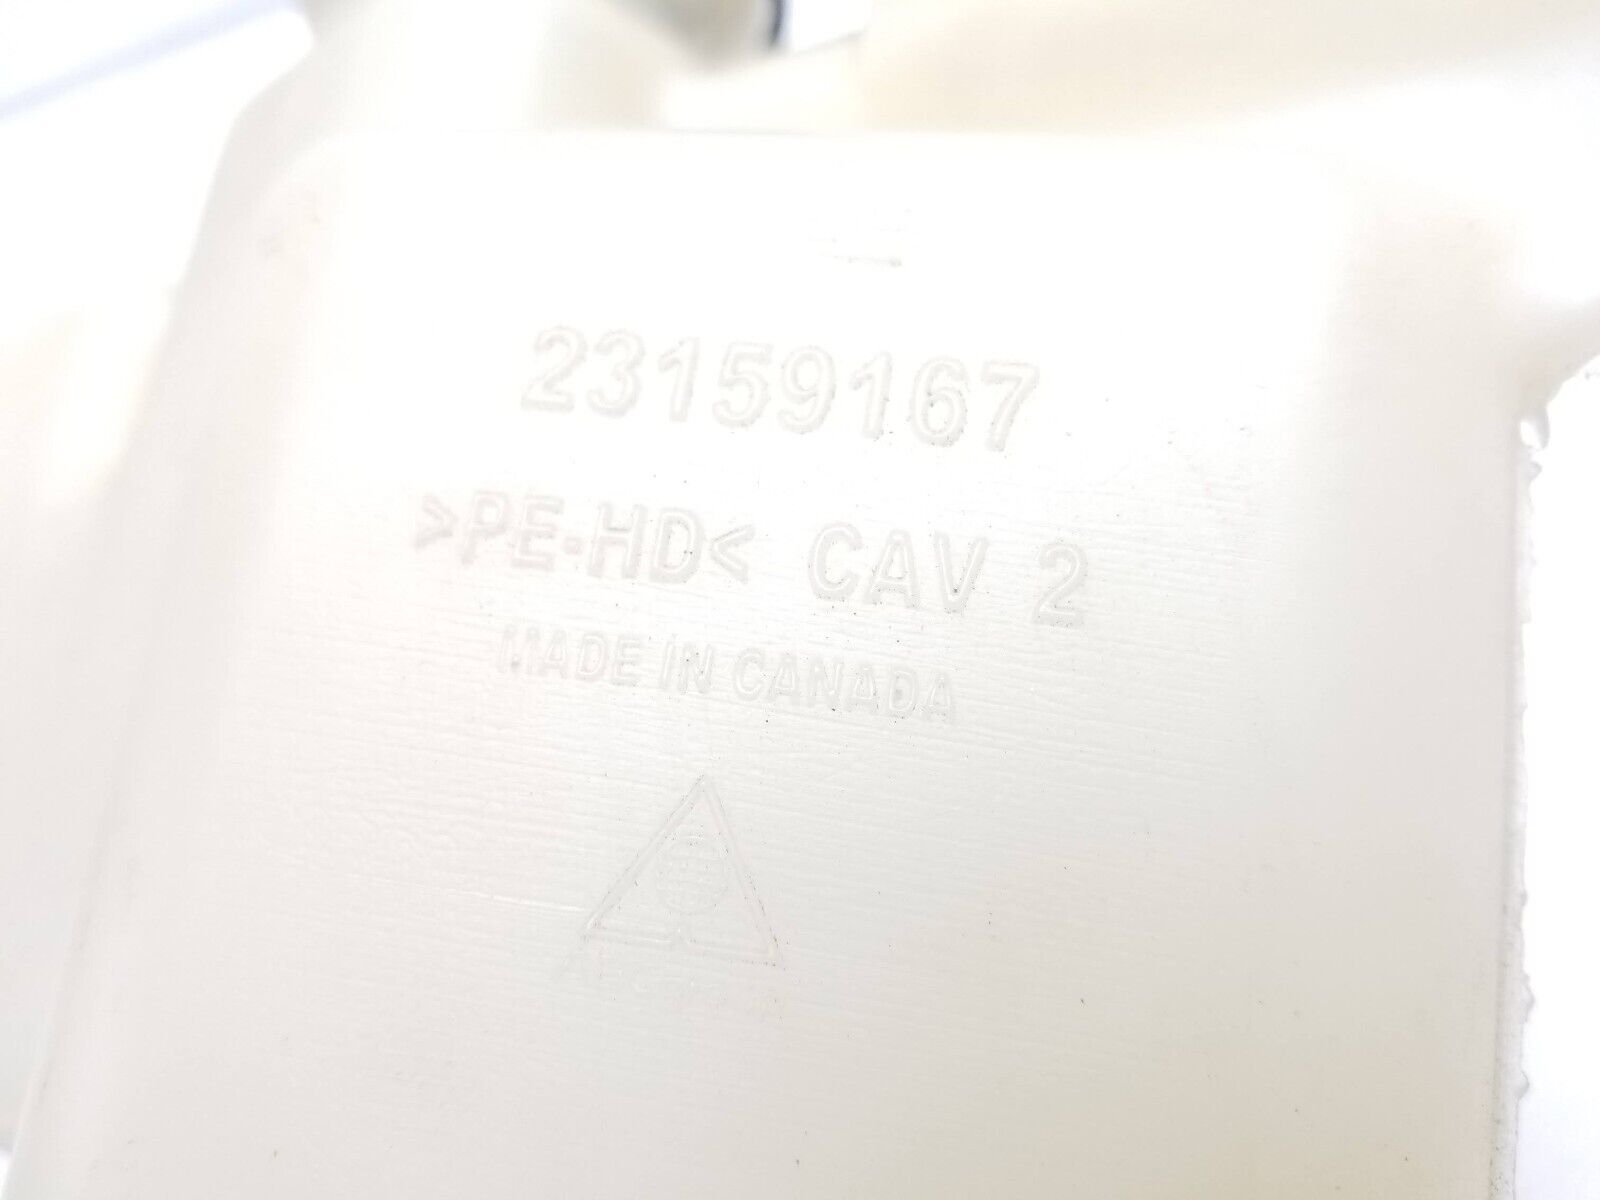 23159167
>PE-HD< CAV 2
MADE IN CANADA